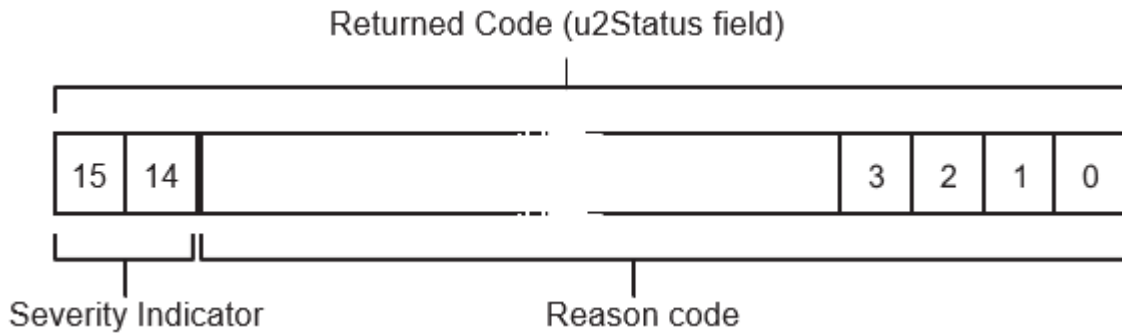 Returned Code (u2Status field)
15 14 3 2 1 0
Severity Indicator Reason code